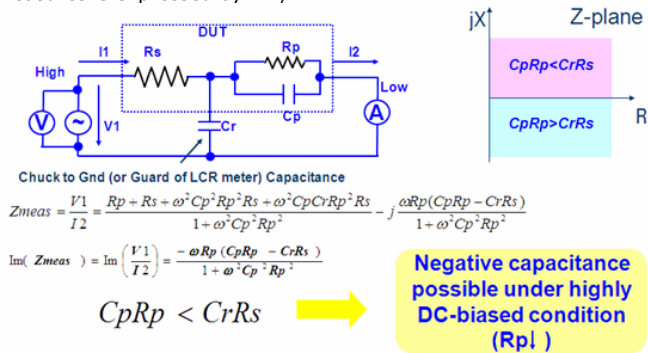 DUT
I1
Rs
Rp
I2
High
Low
V
~
V1
Cr
Cp
A
jX
Z-plane
CpRp<CrRs
R
CpRp>CrRs
Chuck to Gnd (or Guard of LCR meter) Capacitance
Zmeas = V1/I2 = (Rp + Rs + ω²Cp²Rp²Rs + ω²CpCrRp²Rs)/(1 + ω²Cp²Rp²) − j ωRp(CpRp − CrRs)/(1 + ω²Cp²Rp²)
Im( Zmeas ) = Im (V1/I2) = −ωRp (CpRp − CrRs )/(1 + ω²Cp²Rp²)
CpRp < CrRs
Negative capacitance
possible under highly
DC-biased condition
(Rp↓ )